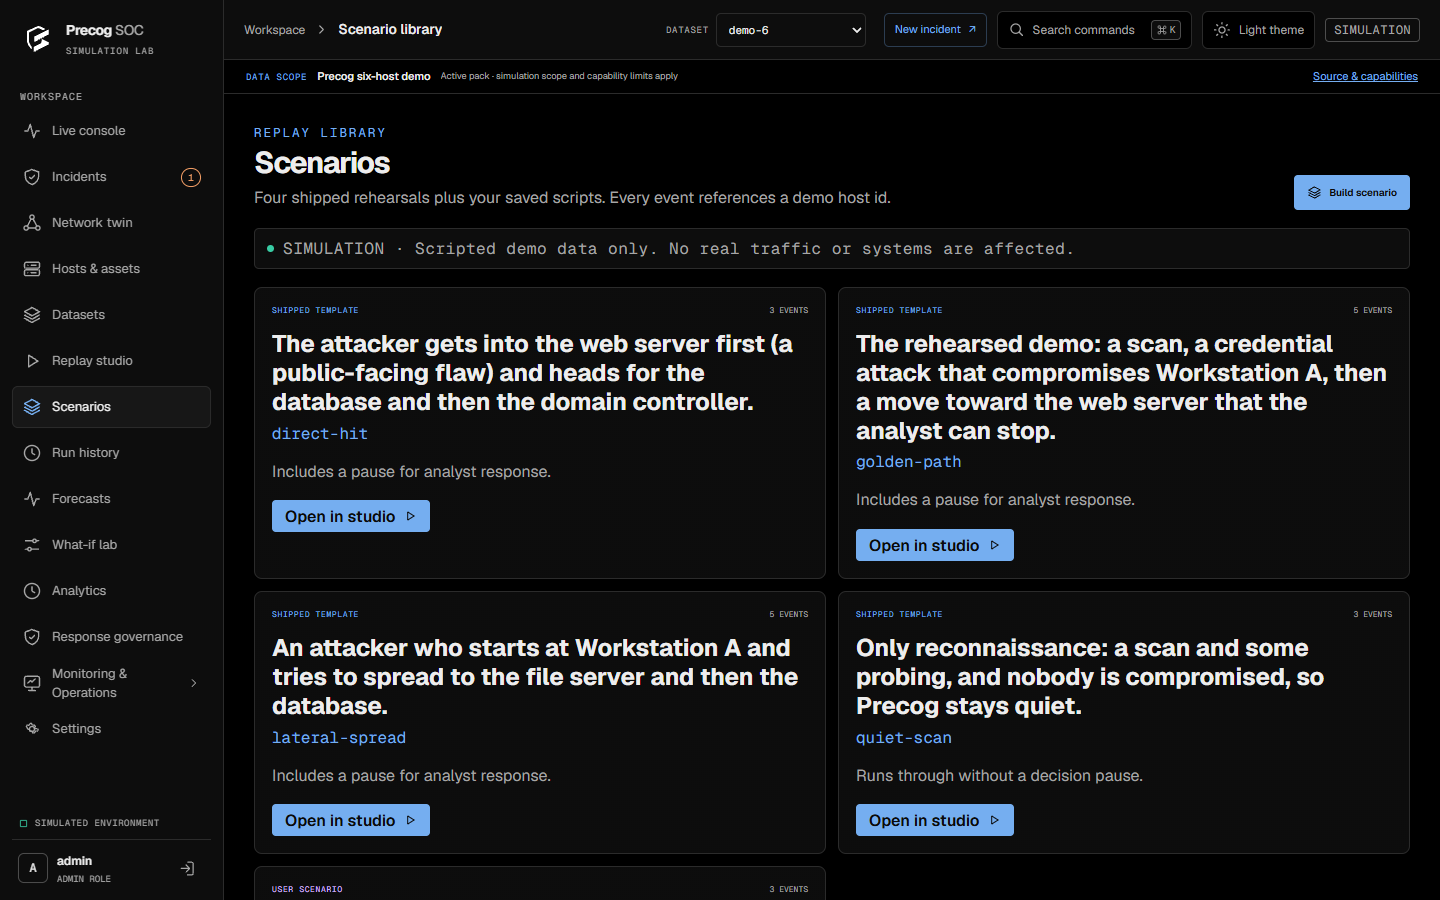 Precog SOC
SIMULATION LAB
WORKSPACE
Live console
Incidents
1
Network twin
Hosts & assets
Datasets
Replay studio
Scenarios
Run history
Forecasts
What-if lab
Analytics
Response governance
Monitoring &
Operations
Settings
SIMULATED ENVIRONMENT
A
admin
ADMIN ROLE
Workspace > Scenario library
DATASET
demo-6
New incident ↗
Search commands
⌘ K
Light theme
SIMULATION
DATA SCOPE Precog six-host demo Active pack · simulation scope and capability limits apply
Source & capabilities
REPLAY LIBRARY
Scenarios
Four shipped rehearsals plus your saved scripts. Every event references a demo host id.
Build scenario
SIMULATION · Scripted demo data only. No real traffic or systems are affected.
SHIPPED TEMPLATE
3 EVENTS
The attacker gets into the web server first (a
public-facing flaw) and heads for the
database and then the domain controller.
direct-hit
Includes a pause for analyst response.
Open in studio
SHIPPED TEMPLATE
5 EVENTS
The rehearsed demo: a scan, a credential
attack that compromises Workstation A, then
a move toward the web server that the
analyst can stop.
golden-path
Includes a pause for analyst response.
Open in studio
SHIPPED TEMPLATE
5 EVENTS
An attacker who starts at Workstation A and
tries to spread to the file server and then the
database.
lateral-spread
Includes a pause for analyst response.
Open in studio
SHIPPED TEMPLATE
3 EVENTS
Only reconnaissance: a scan and some
probing, and nobody is compromised, so
Precog stays quiet.
quiet-scan
Runs through without a decision pause.
Open in studio
USER SCENARIO
3 EVENTS